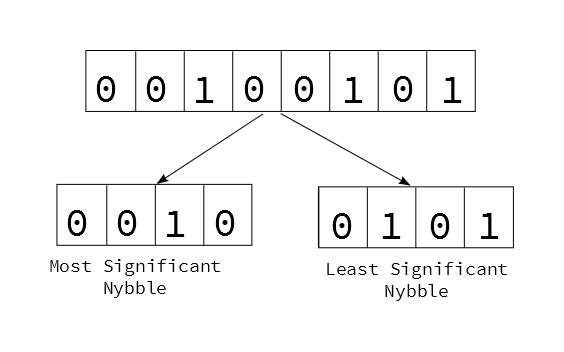 0 0 1 0 0 1 0 1
0 0 1 0
0 1 0 1
Most Significant
Nybble
Least Significant
Nybble